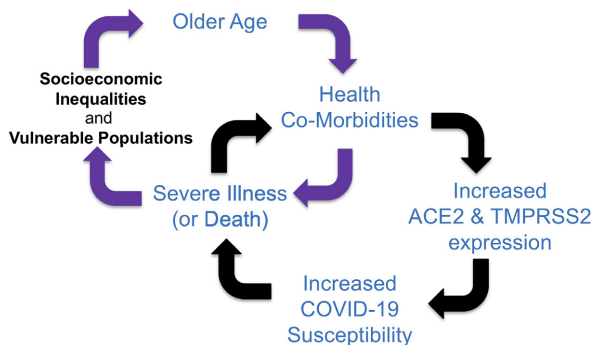 Older Age
Socioeconomic
Inequalities
and
Vulnerable Populations
Health
Co-Morbidities
Severe Illness
(or Death)
Increased
ACE2 & TMPRSS2
expression
Increased
COVID-19
Susceptibility